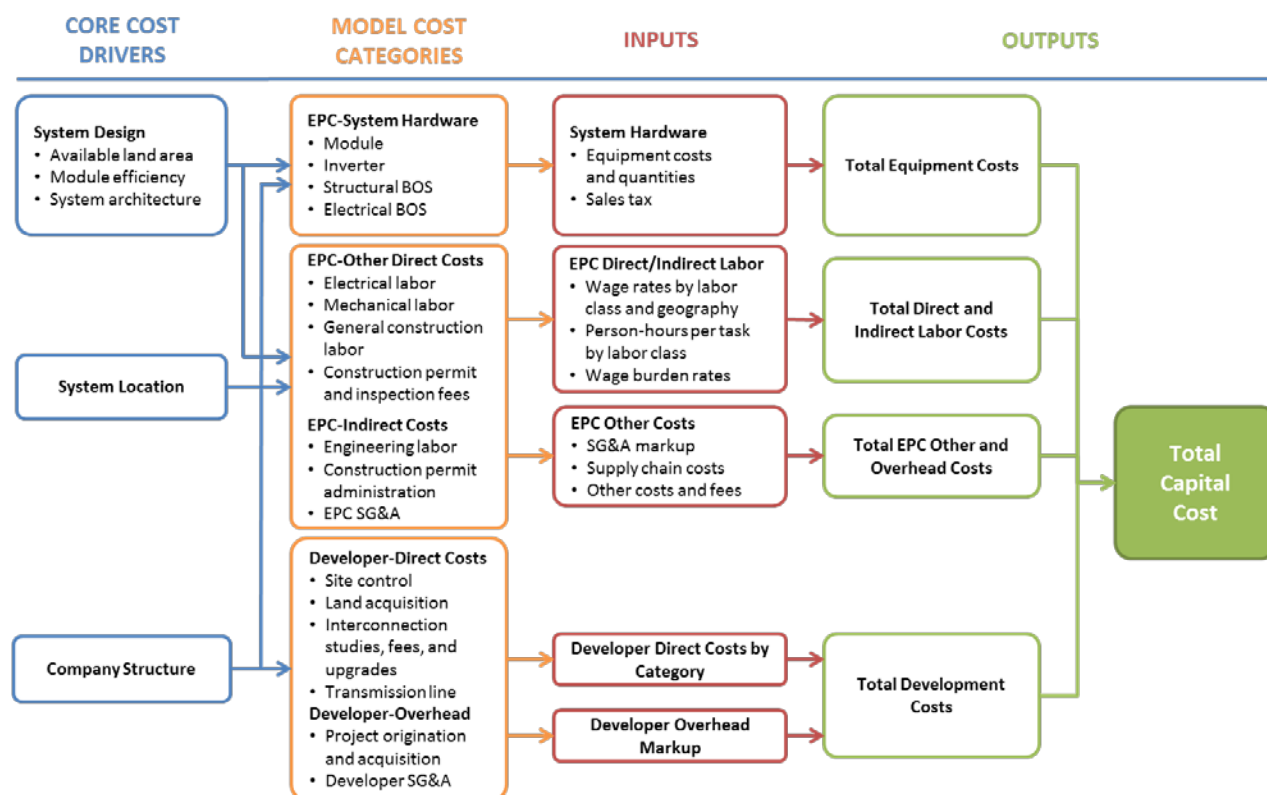 CORE COST
DRIVERS
MODEL COST
CATEGORIES
INPUTS
OUTPUTS
System Design
• Available land area
• Module efficiency
• System architecture
EPC-System Hardware
• Module
• Inverter
• Structural BOS
• Electrical BOS
System Hardware
• Equipment costs
and quantities
• Sales tax
Total Equipment Costs
System Location
EPC-Other Direct Costs
• Electrical labor
• Mechanical labor
• General construction
labor
• Construction permit
and inspection fees
EPC-Indirect Costs
• Engineering labor
• Construction permit
administration
• EPC SG&A
EPC Direct/Indirect Labor
• Wage rates by labor
class and geography
• Person-hours per task
by labor class
• Wage burden rates
Total Direct and
Indirect Labor Costs
EPC Other Costs
• SG&A markup
• Supply chain costs
• Other costs and fees
Total EPC Other and
Overhead Costs
Total
Capital
Cost
Company Structure
Developer-Direct Costs
• Site control
• Land acquisition
• Interconnection
studies, fees, and
upgrades
• Transmission line
Developer-Overhead
• Project origination
and acquisition
• Developer SG&A
Developer Direct Costs by
Category
Developer Overhead
Markup
Total Development
Costs